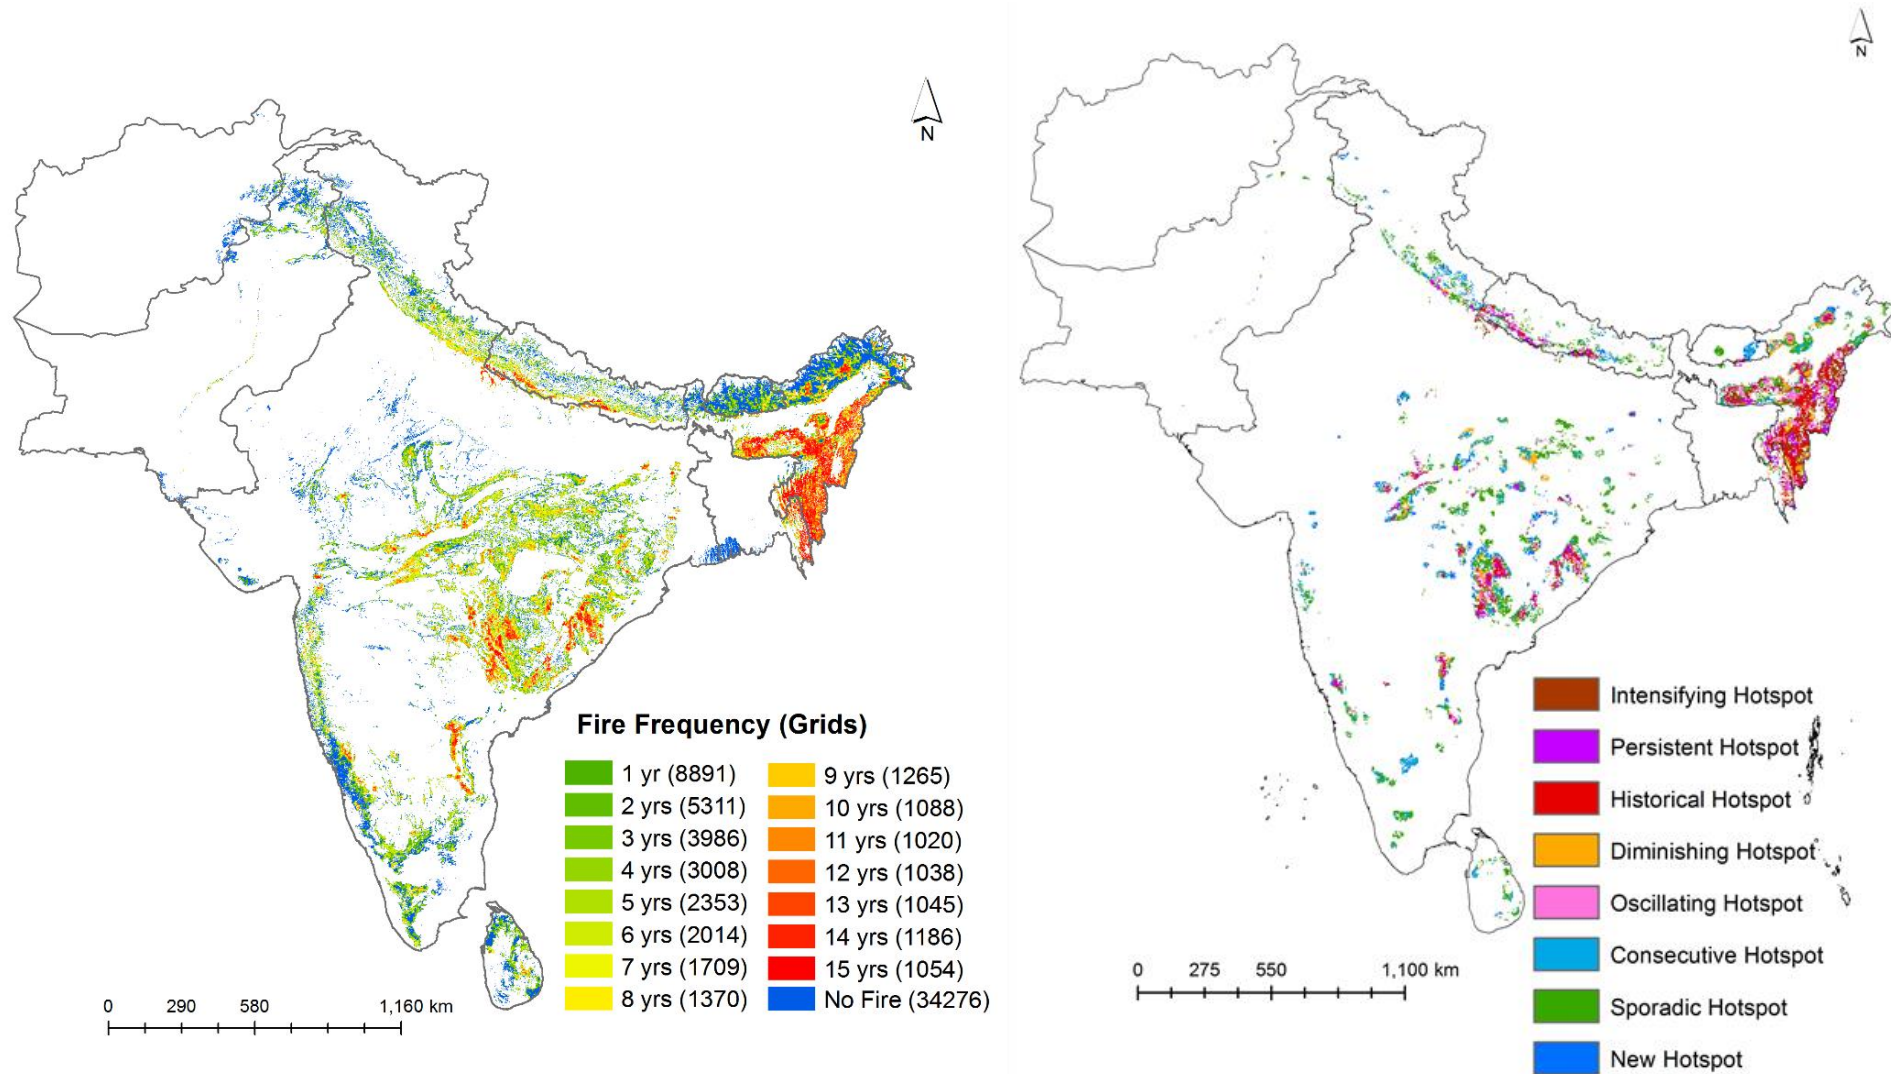 N
N
Fire Frequency (Grids)
1 yr (8891)
2 yrs (5311)
3 yrs (3986)
4 yrs (3008)
5 yrs (2353)
6 yrs (2014)
7 yrs (1709)
8 yrs (1370)
9 yrs (1265)
10 yrs (1088)
11 yrs (1020)
12 yrs (1038)
13 yrs (1045)
14 yrs (1186)
15 yrs (1054)
No Fire (34276)
0 290 580 1,160 km
Intensifying Hotspot
Persistent Hotspot
Historical Hotspot
Diminishing Hotspot
Oscillating Hotspot
Consecutive Hotspot
Sporadic Hotspot
New Hotspot
0 275 550 1,100 km